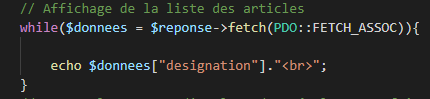 // Affichage de la liste des articles
while($donnees = $reponse->fetch(PDO::FETCH_ASSOC)){
echo $donnees["designation"]."<br>";
}